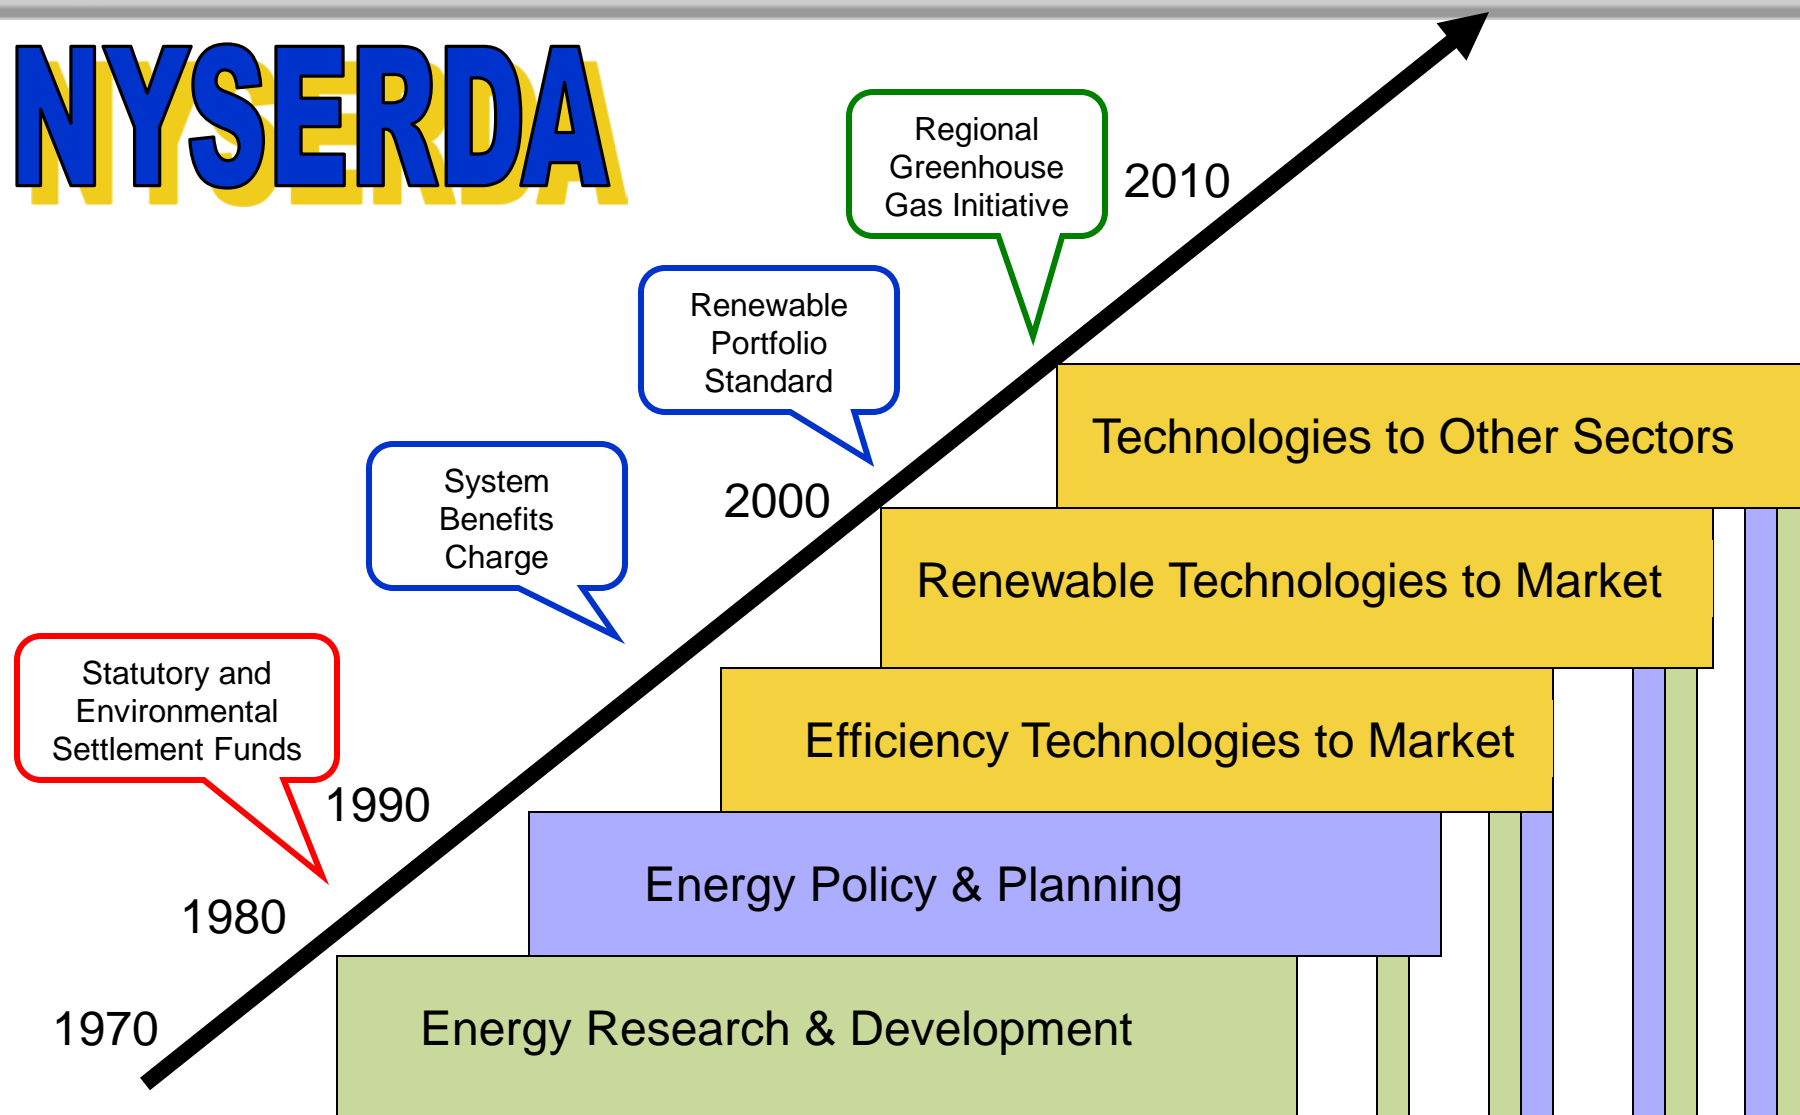 NYSERDA
Regional
Greenhouse
Gas Initiative
2010
Renewable
Portfolio
Standard
Technologies to Other Sectors
System
Benefits
Charge
2000
Renewable Technologies to Market
Statutory and
Environmental
Settlement Funds
Efficiency Technologies to Market
1990
Energy Policy & Planning
1980
1970
Energy Research & Development